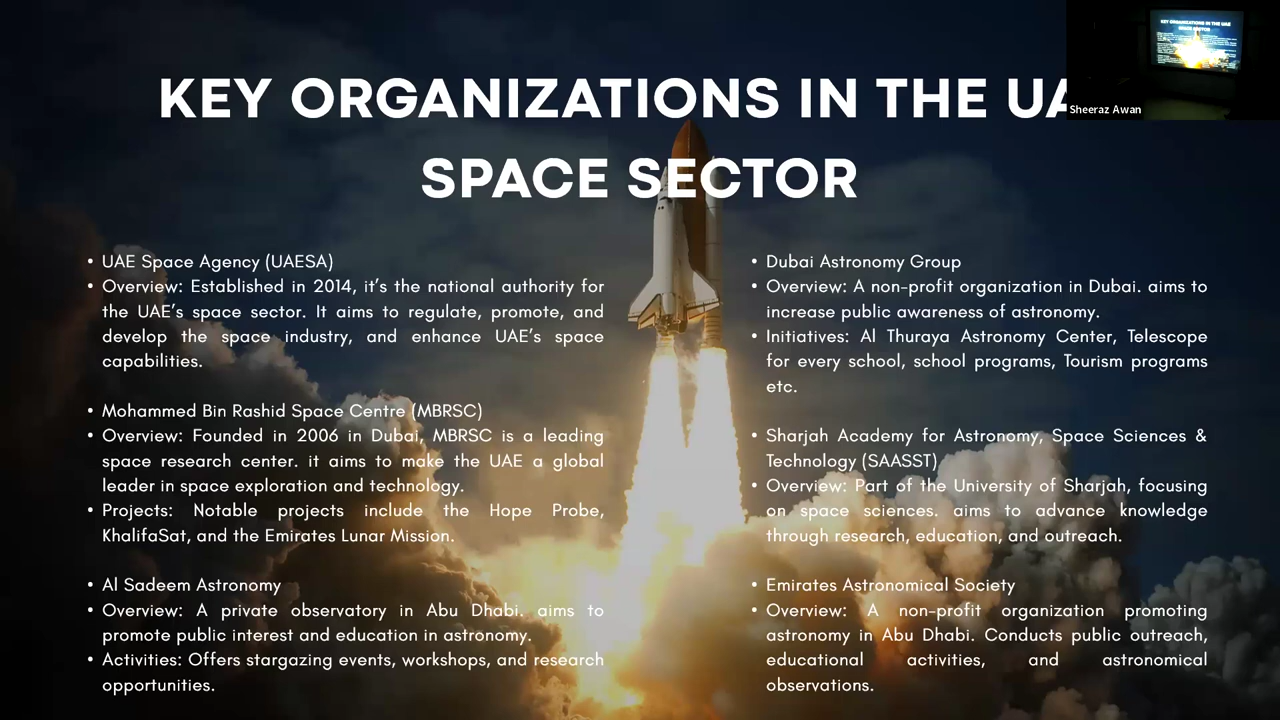 KEY ORGANIZATIONS IN THE UA
SPACE SECTOR
Sheeraz Awan
• UAE Space Agency (UAESA)
• Overview: Established in 2014, it's the national authority for
the UAE's space sector. It aims to regulate, promote, and
develop the space industry, and enhance UAE's space
capabilities.
• Mohammed Bin Rashid Space Centre (MBRSC)
• Overview: Founded in 2006 in Dubai, MBRSC is a leading
space research center. it aims to make the UAE a global
leader in space exploration and technology.
• Projects: Notable projects include the Hope Probe,
KhalifaSat, and the Emirates Lunar Mission.
• Al Sadeem Astronomy
• Overview: A private observatory in Abu Dhabi. aims to
promote public interest and education in astronomy.
• Activities: Offers stargazing events, workshops, and research
opportunities.
• Dubai Astronomy Group
• Overview: A non-profit organization in Dubai. aims to
increase public awareness of astronomy.
• Initiatives: Al Thuraya Astronomy Center, Telescope
for every school, school programs, Tourism programs
etc.
• Sharjah Academy for Astronomy, Space Sciences &
Technology (SAASST)
• Overview: Part of the University of Sharjah, focusing
on space sciences. aims to advance knowledge
through research, education, and outreach.
• Emirates Astronomical Society
• Overview: A non-profit organization promoting
astronomy in Abu Dhabi. Conducts public outreach,
educational activities, and astronomical
observations.